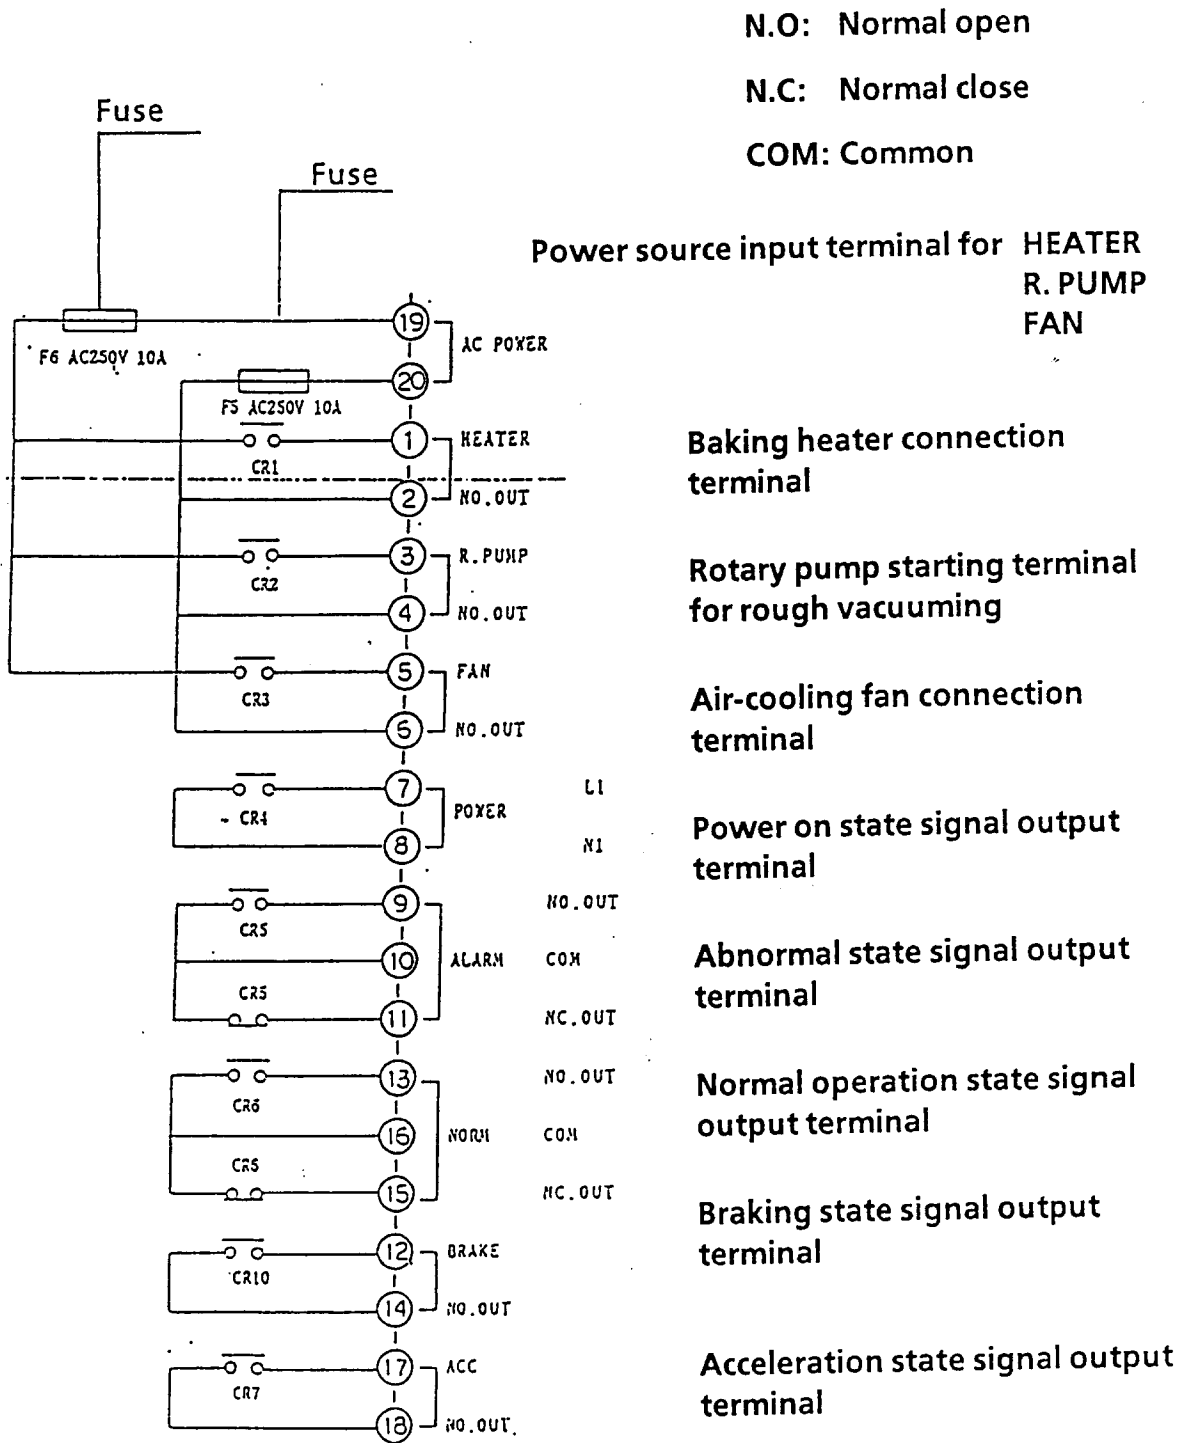 N.O: Normal open
N.C: Normal close
COM: Common
Fuse
Fuse
Power source input terminal for HEATER
R. PUMP
FAN
19
F6 AC250V 10A
AC POWER
20
F5 AC250V 10A
1 HEATER
CR1
Baking heater connection
terminal
2 NO.OUT
3 R.PUMP
CR2
Rotary pump starting terminal
for rough vacuuming
4 NO.OUT
5 FAN
CR3
Air-cooling fan connection
terminal
6 NO.OUT
7 L1
CR4
POWER
Power on state signal output
terminal
8 N1
9 NO.OUT
CR5
10 ALARM COM
Abnormal state signal output
terminal
CR5
11 NC.OUT
13 NO.OUT
CR6
Normal operation state signal
output terminal
16 NORM COM
CR6
15 NC.OUT
Braking state signal output
terminal
12 BRAKE
CR10
14 NO.OUT
17 ACC
CR7
Acceleration state signal output
terminal
18 NO.OUT